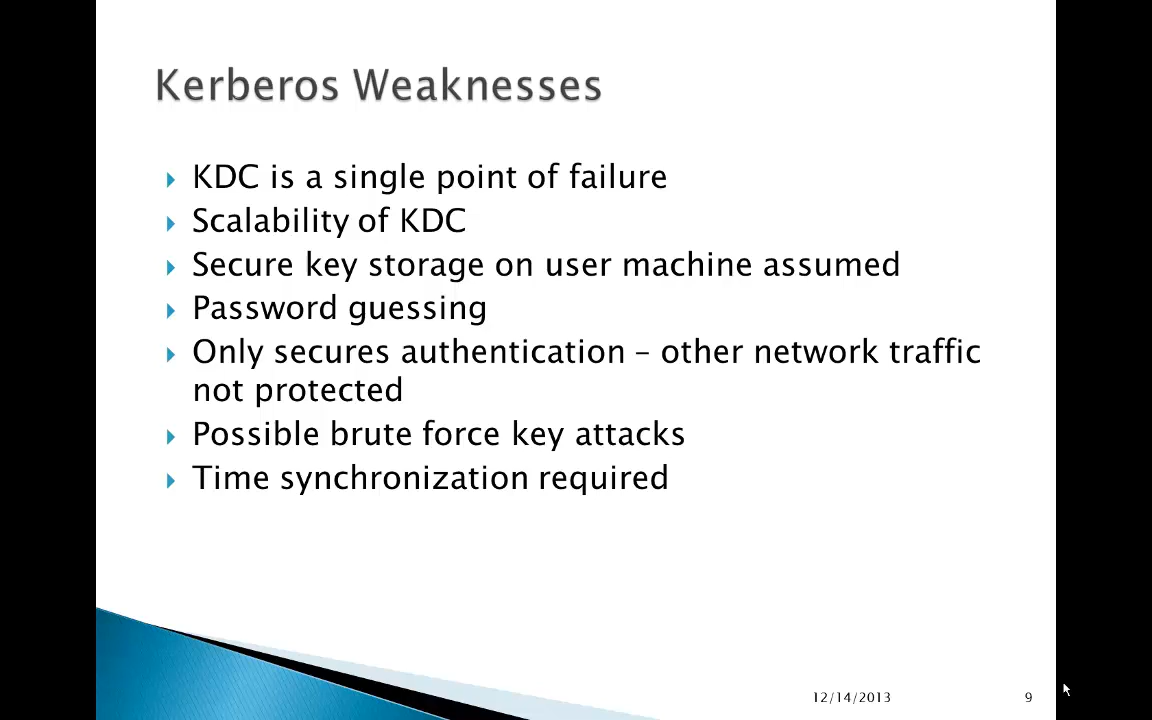 Kerberos Weaknesses
KDC is a single point of failure
Scalability of KDC
Secure key storage on user machine assumed
Password guessing
Only secures authentication – other network traffic
not protected
Possible brute force key attacks
Time synchronization required
12/14/2013
9